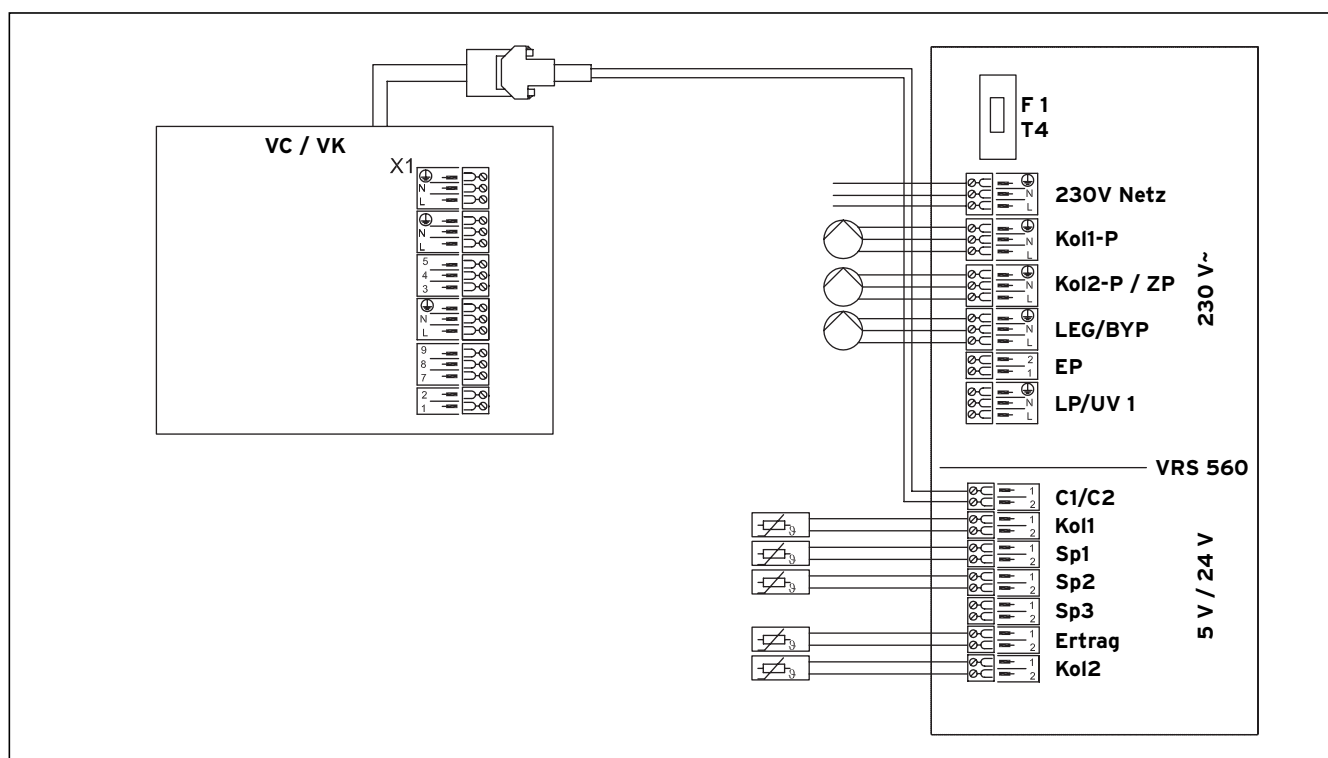 VC / VK
X1
N
L
N
L
5
4
3
N
L
9
8
7
2
1
F 1
T4
N
L
230V Netz
N
L
Kol1-P
N
L
Kol2-P / ZP
N
L
LEG/BYP
2
1
EP
N
L
LP/UV 1
230 V~
VRS 560
1
2
C1/C2
ϑ
1
2
Kol1
ϑ
1
2
Sp1
ϑ
1
2
Sp2
1
2
Sp3
ϑ
1
2
Ertrag
ϑ
1
2
Kol2
5 V / 24 V